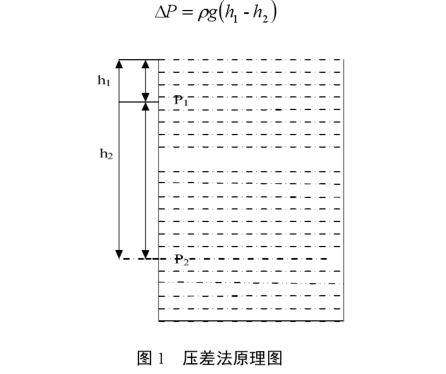 ΔP = ρg(h₁ - h₂)
h₁
P₁
h₂
P₂
图 1 压差法原理图